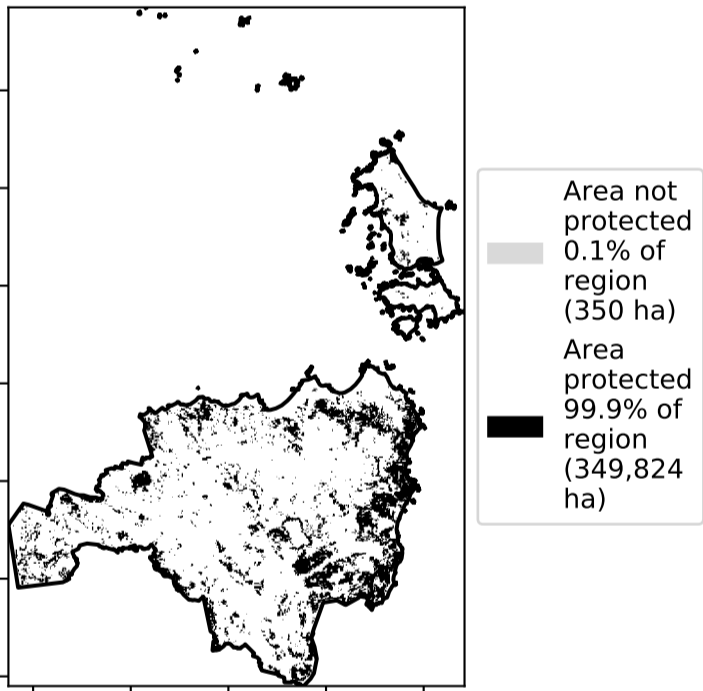 Area not
protected
0.1% of
region
(350 ha)
Area
protected
99.9% of
region
(349,824
ha)